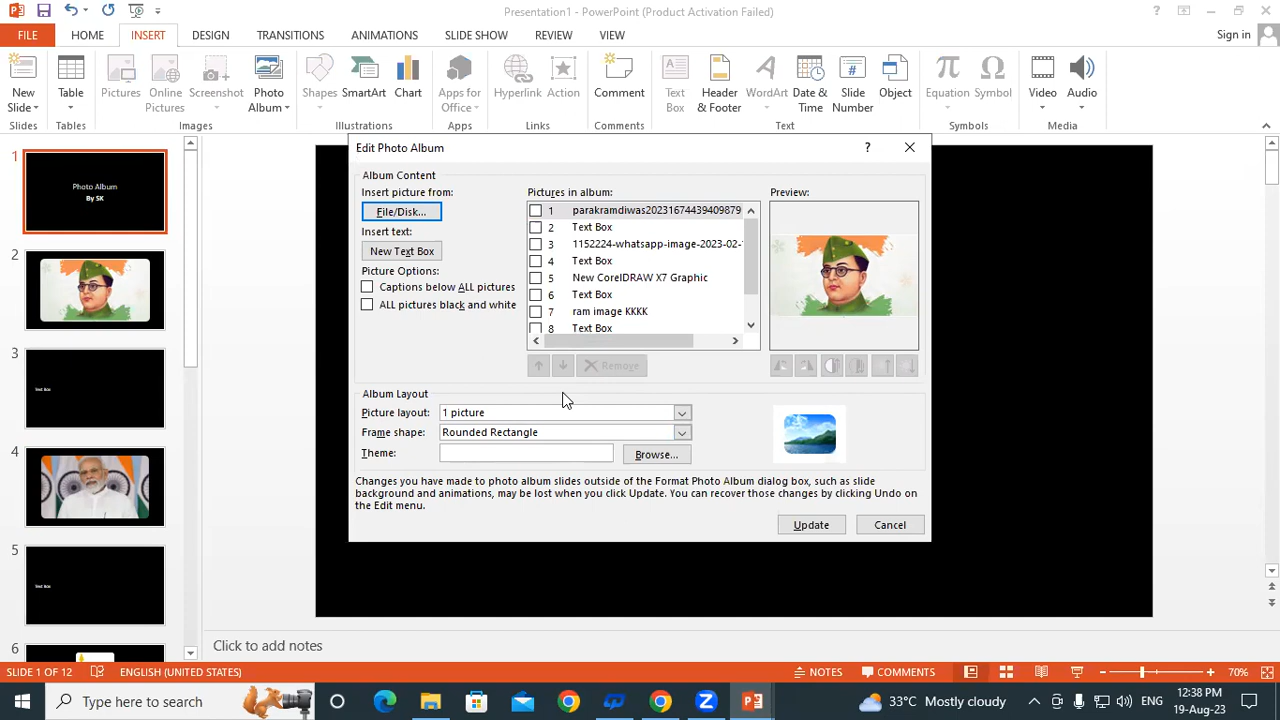 Presentation1 - PowerPoint (Product Activation Failed)
?
FILE HOME INSERT DESIGN TRANSITIONS ANIMATIONS SLIDE SHOW REVIEW VIEW Sign in
New Slide
Table
Pictures
Online Pictures
Screenshot
Photo Album
Shapes
SmartArt
Chart
Apps for Office
Hyperlink
Action
Comment
Text Box
Header & Footer
WordArt
Date & Time
Slide Number
Object
Equation
Symbol
Video
Audio
Slides Tables Images Illustrations Apps Links Comments Text Symbols Media
1
Photo Album
By SK
2
3
Text Box
4
5
Text Box
6
Edit Photo Album ?
Album Content
Insert picture from:
File/Disk...
Insert text:
New Text Box
Picture Options:
Captions below ALL pictures
ALL pictures black and white
Pictures in album:
1 parakramdiwas20231674439409879
2 Text Box
3 1152224-whatsapp-image-2023-02-
4 Text Box
5 New CorelDRAW X7 Graphic
6 Text Box
7 ram image KKKK
8 Text Box
Remove
Preview:
Album Layout
Picture layout: 1 picture
Frame shape: Rounded Rectangle
Theme: Browse...
Changes you have made to photo album slides outside of the Format Photo Album dialog box, such as slide
background and animations, may be lost when you click Update. You can recover those changes by clicking Undo on
the Edit menu.
Update Cancel
Click to add notes
SLIDE 1 OF 12 ENGLISH (UNITED STATES) NOTES COMMENTS 70%
Type here to search
33°C Mostly cloudy
ENG
12:38 PM
19-Aug-23